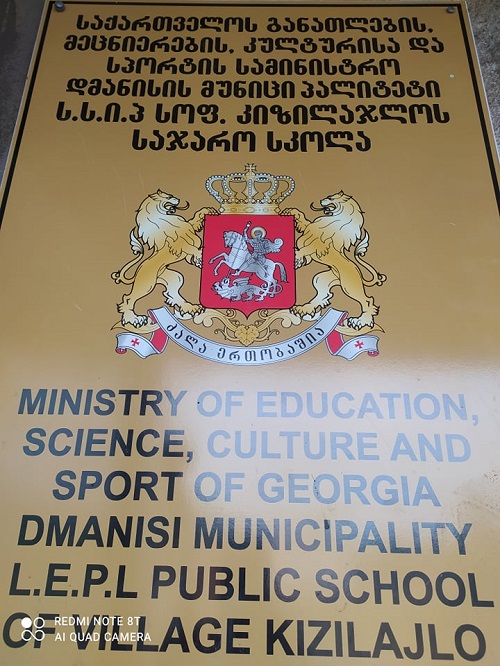 საქართველოს განათლების,
მეცნიერების, კულტურისა და
სპორტის სამინისტრო
დმანისის მუნიციპალიტეტი
ს.ს.ი.პ სოფ. კიზილაჯლოს
საჯარო სკოლა
ძალა ერთობაშია
MINISTRY OF EDUCATION,
SCIENCE, CULTURE AND
SPORT OF GEORGIA
DMANISI MUNICIPALITY
L.E.P.L PUBLIC SCHOOL
OF VILLAGE KIZILAJLO
REDMI NOTE 8T
AI QUAD CAMERA